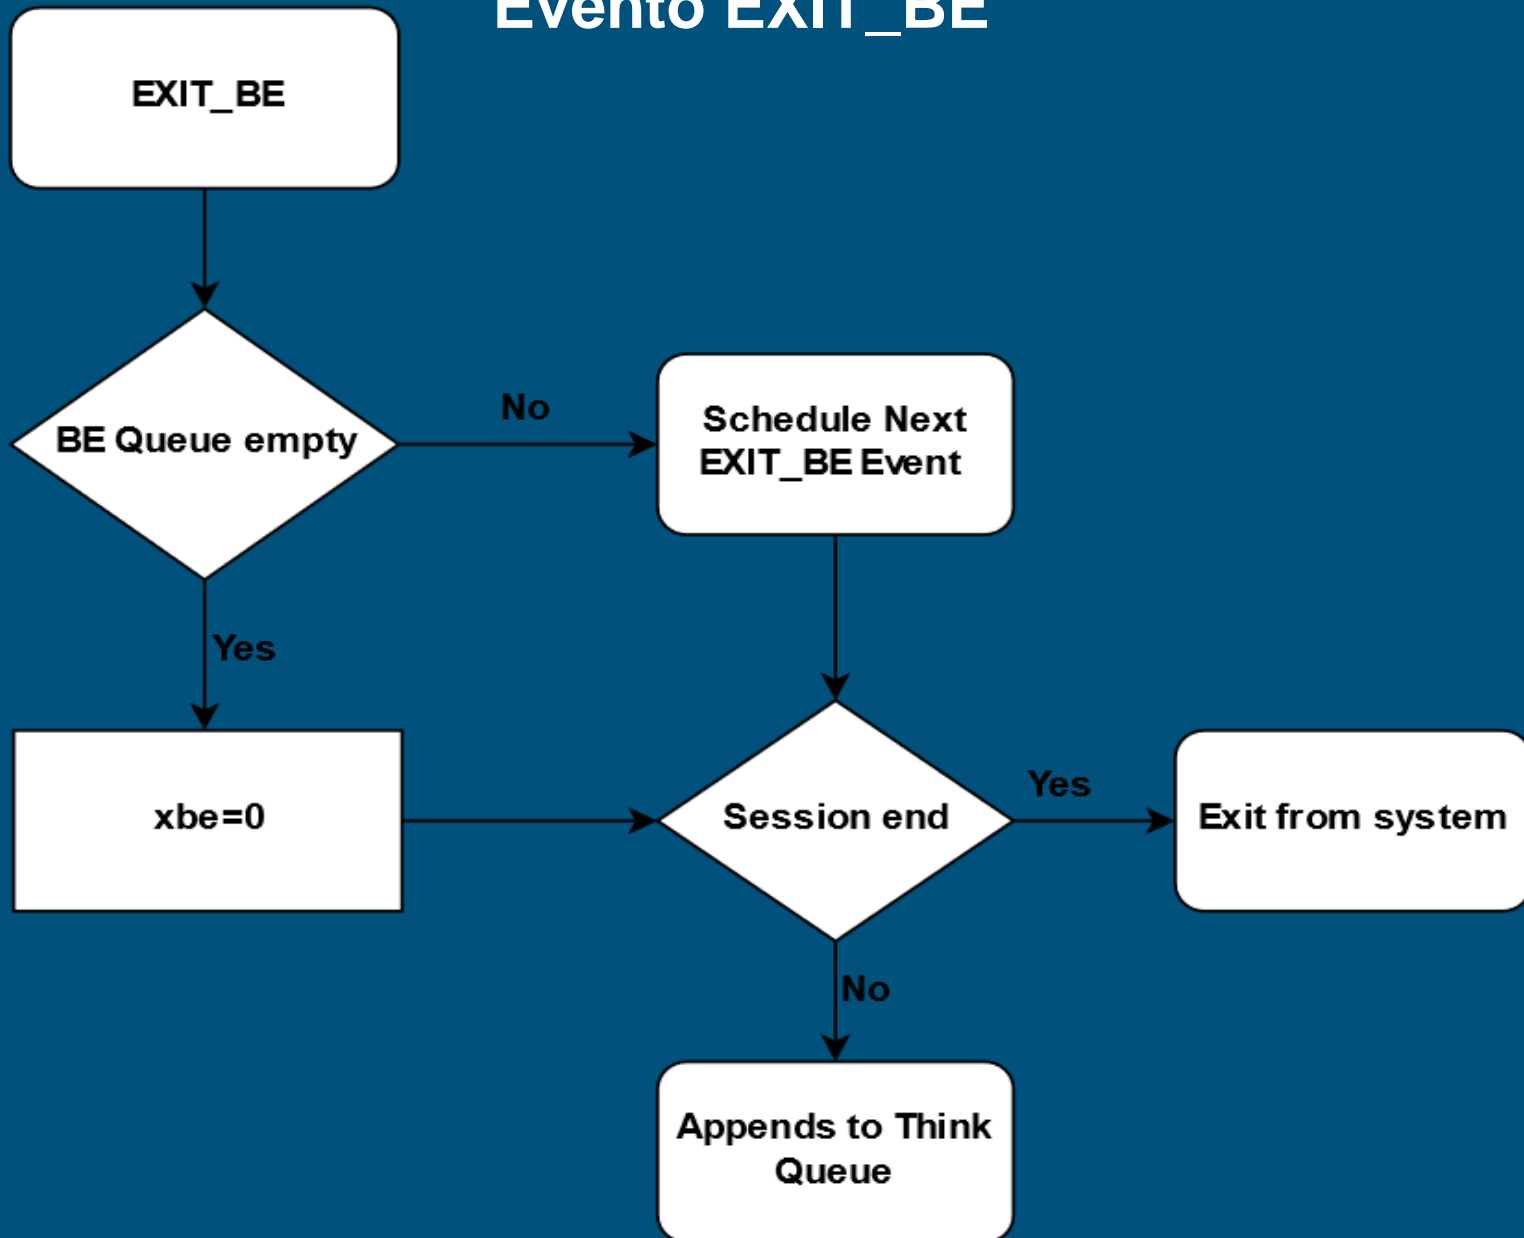 Evento EXIT_BE
EXIT_BE
BE Queue empty
No
Schedule Next
EXIT_BE Event
Yes
xbe=0
Session end
Yes
Exit from system
No
Appends to Think
Queue